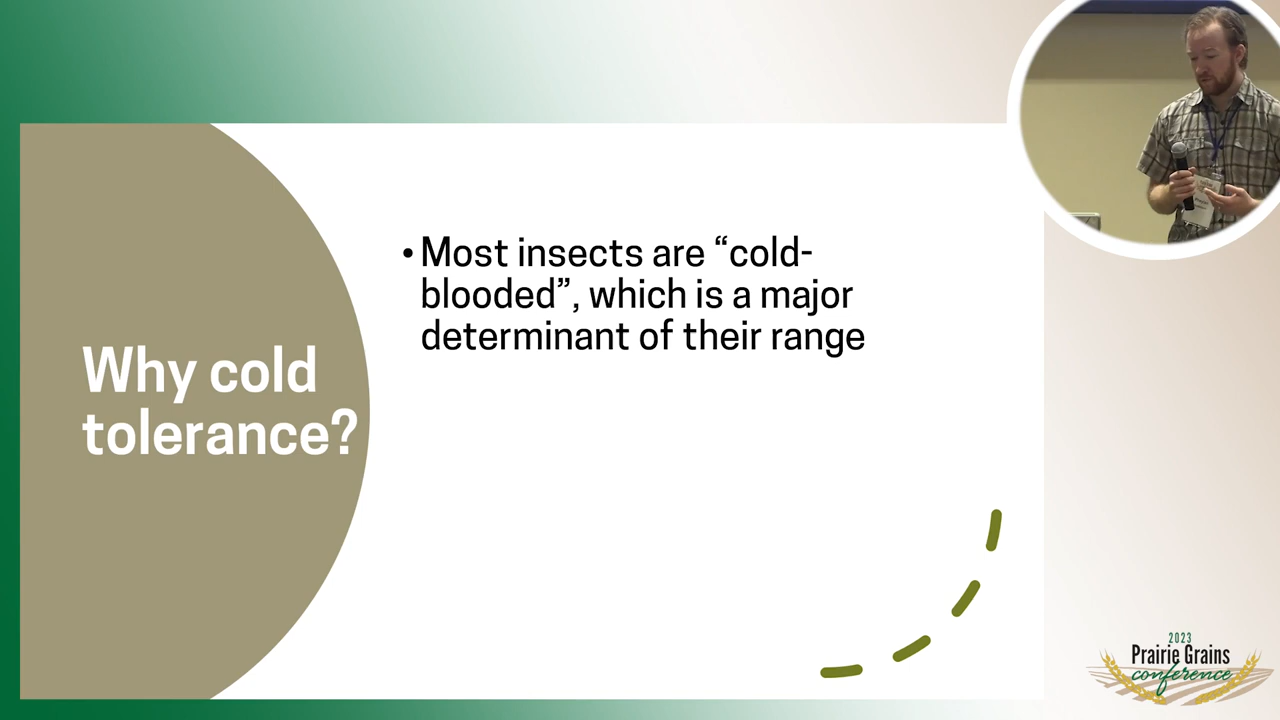 Why cold
tolerance?
• Most insects are “cold-
blooded”, which is a major
determinant of their range
2023
Prairie Grains
conference